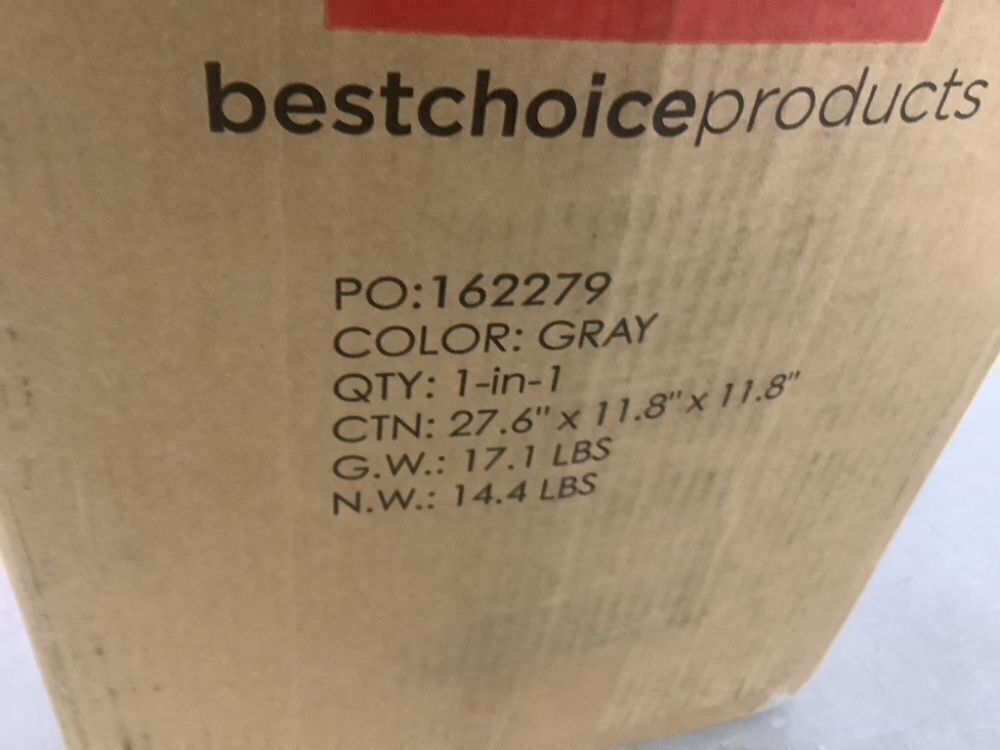 bestchoiceproducts
PO:162279
COLOR: GRAY
QTY: 1-in-1
CTN: 27.6" x 11.8" x 11.8"
G.W.: 17.1 LBS
N.W.: 14.4 LBS